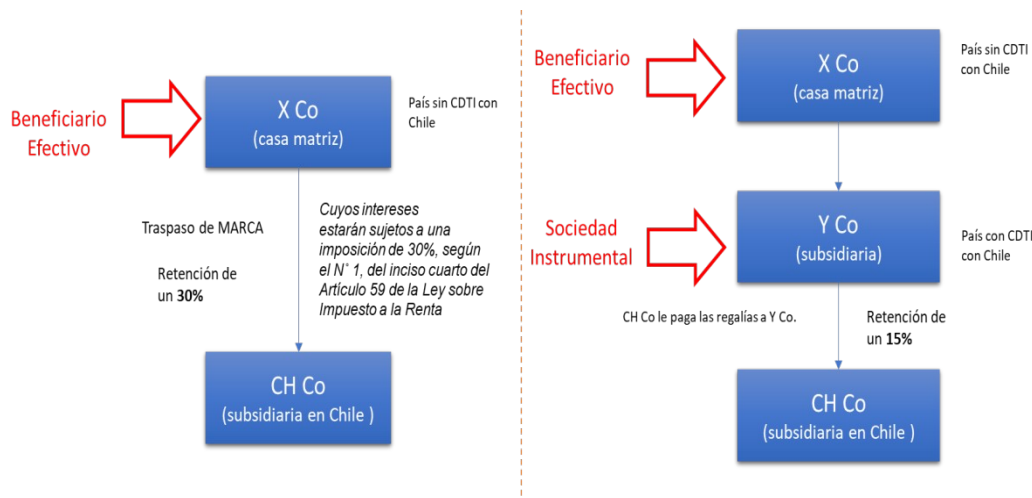 Beneficiario
Efectivo
X Co
(casa matriz)
País sin CDTI con
Chile
Traspaso de MARCA
Retención de
un 30%
Cuyos intereses
estarán sujetos a una
imposición de 30%, según
el N° 1, del inciso cuarto del
Artículo 59 de la Ley sobre
Impuesto a la Renta
CH Co
(subsidiaria en Chile )
Beneficiario
Efectivo
X Co
(casa matriz)
País sin CDTI
con Chile
Sociedad
Instrumental
Y Co
(subsidiaria)
País con CDTI
con Chile
CH Co le paga las regalías a Y Co.
Retención de
un 15%
CH Co
(subsidiaria en Chile )